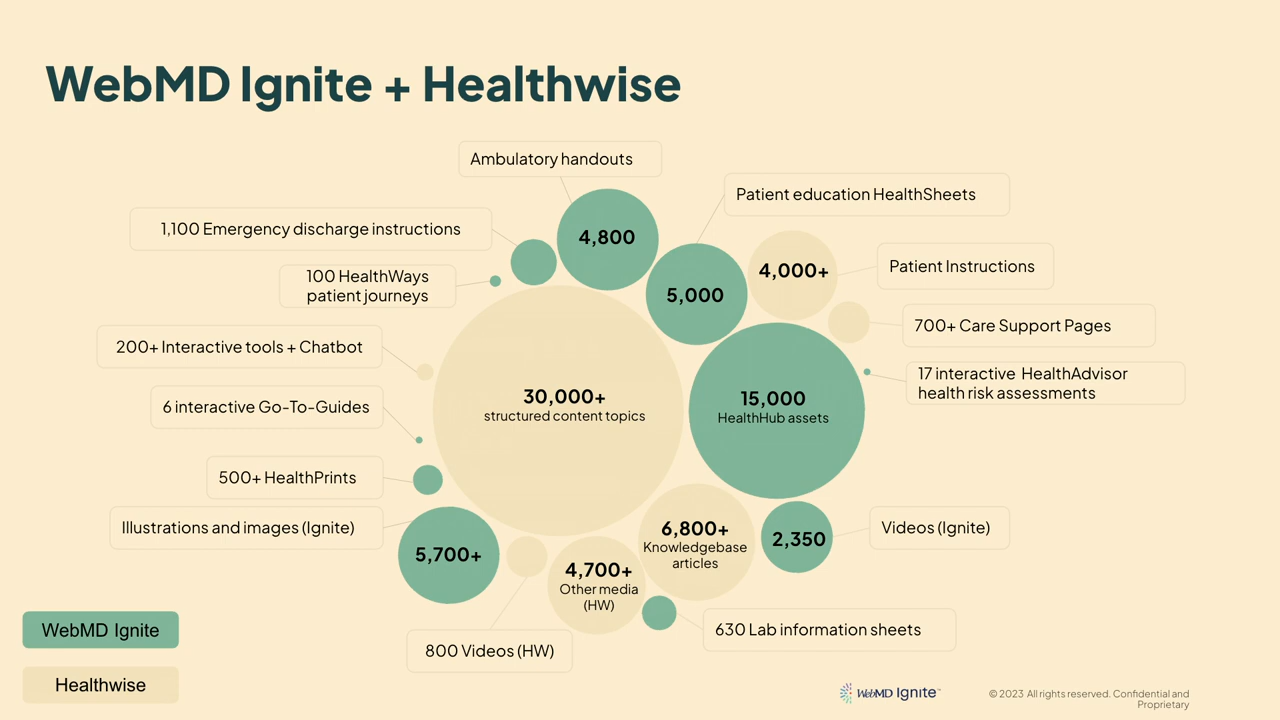 WebMD Ignite + Healthwise
Ambulatory handouts
Patient education HealthSheets
1,100 Emergency discharge instructions
4,800
100 HealthWays
patient journeys
5,000
4,000+
Patient Instructions
700+ Care Support Pages
200+ Interactive tools + Chatbot
17 interactive HealthAdvisor
health risk assessments
6 interactive Go-To-Guides
30,000+
structured content topics
15,000
HealthHub assets
500+ HealthPrints
Illustrations and images (Ignite)
5,700+
6,800+
Knowledgebase
articles
2,350
Videos (Ignite)
4,700+
Other media
(HW)
800 Videos (HW)
630 Lab information sheets
WebMD Ignite
Healthwise
WebMD Ignite™
© 2023 All rights reserved. Confidential and
Proprietary